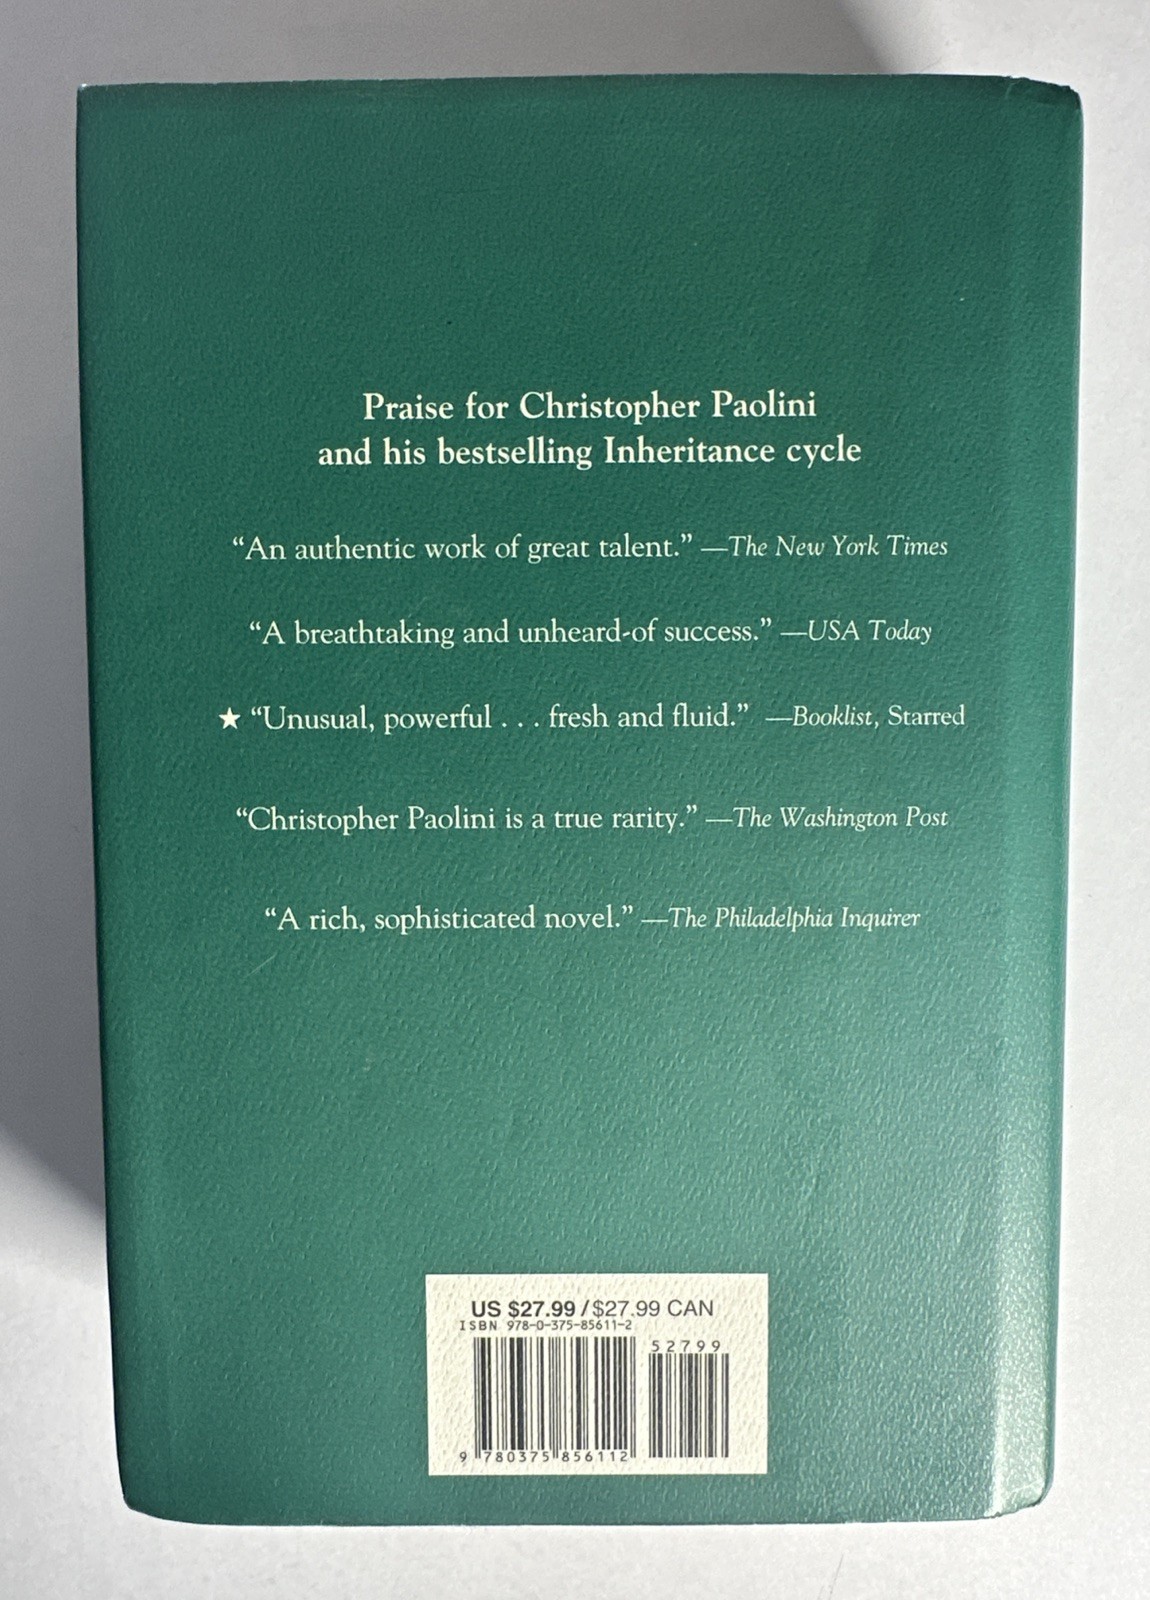 Praise for Christopher Paolini
and his bestselling Inheritance cycle
“An authentic work of great talent.” —The New York Times
“A breathtaking and unheard-of success.” —USA Today
★ “Unusual, powerful . . . fresh and fluid.” —Booklist, Starred
“Christopher Paolini is a true rarity.” —The Washington Post
“A rich, sophisticated novel.” —The Philadelphia Inquirer
US $27.99 / $27.99 CAN
ISBN 978-0-375-85611-2
52799
9 780375 856112